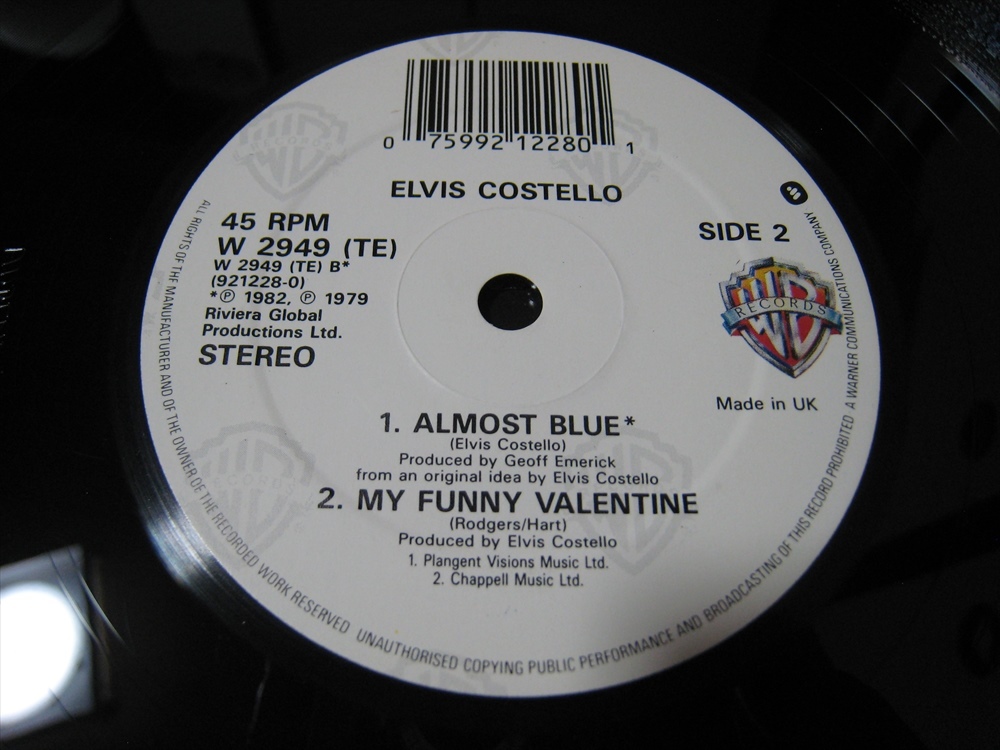 0 75992 12280 1
ELVIS COSTELLO
45 RPM
W 2949 (TE)
W 2949 (TE) B*
(921228-0)
*℗ 1982, ℗ 1979
Riviera Global
Productions Ltd.
STEREO
SIDE 2
RECORDS
Made in UK
1. ALMOST BLUE*
(Elvis Costello)
Produced by Geoff Emerick
from an original idea by Elvis Costello
2. MY FUNNY VALENTINE
(Rodgers/Hart)
Produced by Elvis Costello
1. Plangent Visions Music Ltd.
2. Chappell Music Ltd.
ALL RIGHTS OF THE MANUFACTURER AND OF THE OWNER OF THE RECORDED WORK RESERVED UNAUTHORISED COPYING PUBLIC PERFORMANCE AND BROADCASTING OF THIS RECORD PROHIBITED A WARNER COMMUNICATIONS COMPANY